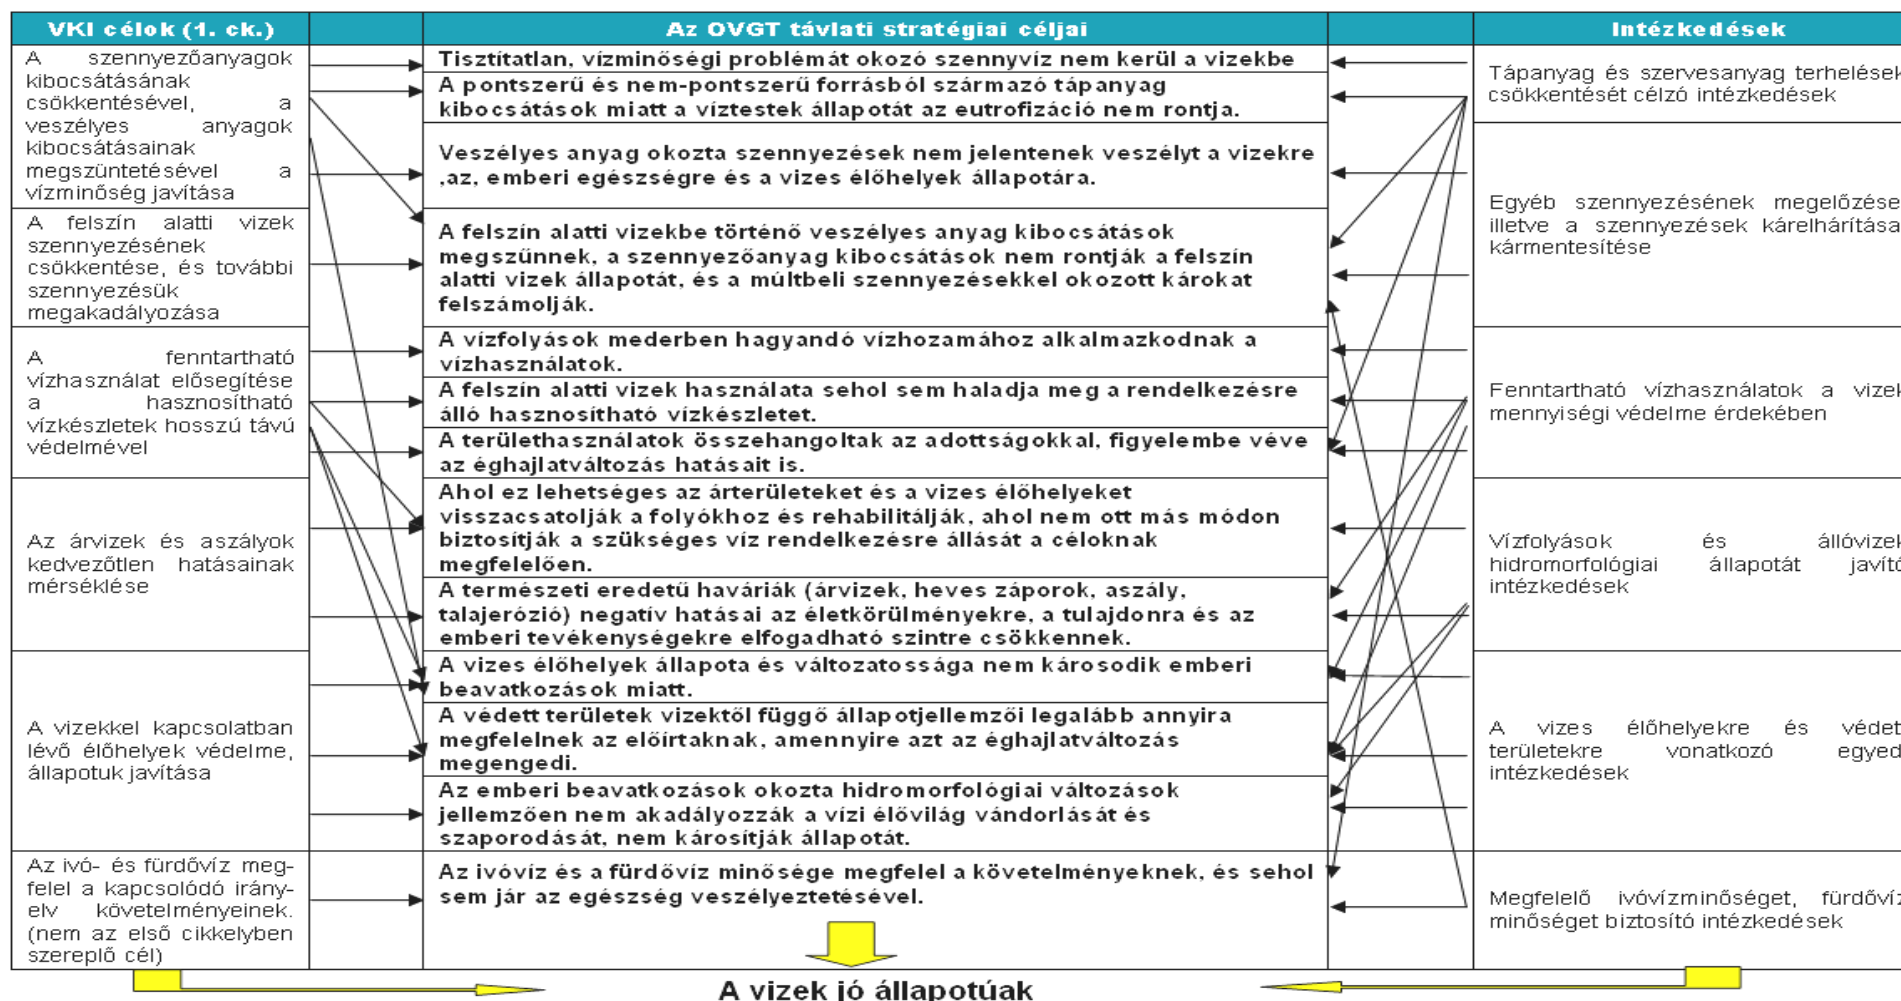 VKI célok (1. ck.)
Az OVGT távlati stratégiai céljai
Intézkedések
A szennyezőanyagok
kibocsátásának
csökkentésével, a
veszélyes anyagok
kibocsátásainak
megszüntetésével a
vízminőség javítása
A felszín alatti vizek
szennyezésének
csökkentése, és további
szennyezésük
megakadályozása
A fenntartható
vízhasználat elősegítése
a hasznosítható
vízkészletek hosszú távú
védelmével
Az árvizek és aszályok
kedvezőtlen hatásainak
mérséklése
A vizekkel kapcsolatban
lévő élőhelyek védelme,
állapotuk javítása
Az ivó- és fürdővíz meg-
felel a kapcsolódó irány-
elv követelményeinek.
(nem az első cikkelyben
szereplő cél)
Tisztítatlan, vízminőségi problémát okozó szennyvíz nem kerül a vizekbe
A pontszerű és nem-pontszerű forrásból származó tápanyag
kibocsátások miatt a víztestek állapotát az eutrofizáció nem rontja.
Veszélyes anyag okozta szennyezések nem jelentenek veszélyt a vizekre
,az, emberi egészségre és a vizes élőhelyek állapotára.
A felszín alatti vizekbe történő veszélyes anyag kibocsátások
megszűnnek, a szennyezőanyag kibocsátások nem rontják a felszín
alatti vizek állapotát, és a múltbeli szennyezésekkel okozott károkat
felszámolják.
A vízfolyások mederben hagyandó vízhozamához alkalmazkodnak a
vízhasználatok.
A felszín alatti vizek használata sehol sem haladja meg a rendelkezésre
álló hasznosítható vízkészletet.
A területhasználatok összehangoltak az adottságokkal, figyelembe véve
az éghajlatváltozás hatásait is.
Ahol ez lehetséges az árterületeket és a vizes élőhelyeket
visszacsatolják a folyókhoz és rehabilitálják, ahol nem ott más módon
biztosítják a szükséges víz rendelkezésre állását a céloknak
megfelelően.
A természeti eredetű haváriák (árvizek, heves záporok, aszály,
talajerózió) negatív hatásai az életkörülményekre, a tulajdonra és az
emberi tevékenységekre elfogadható szintre csökkennek.
A vizes élőhelyek állapota és változatossága nem károsodik emberi
beavatkozások miatt.
A védett területek vizektől függő állapotjellemzői legalább annyira
megfelelnek az előírtaknak, amennyire azt az éghajlatváltozás
megengedi.
Az emberi beavatkozások okozta hidromorfológiai változások
jellemzően nem akadályozzák a vízi élővilág vándorlását és
szaporodását, nem károsítják állapotát.
Az ivóvíz és a fürdővíz minősége megfelel a követelményeknek, és sehol
sem jár az egészség veszélyeztetésével.
Tápanyag és szervesanyag terhelések
csökkentését célzó intézkedések
Egyéb szennyezésének megelőzése
illetve a szennyezések kárelhárítása
kármentesítése
Fenntartható vízhasználatok a vizek
mennyiségi védelme érdekében
Vízfolyások és állóvizek
hidromorfológiai állapotát javító
intézkedések
A vizes élőhelyekre és védet
területekre vonatkozó egyed
intézkedések
Megfelelő ivóvízminőséget, fürdővíz
minőséget biztosító intézkedések
A vizek jó állapotúak